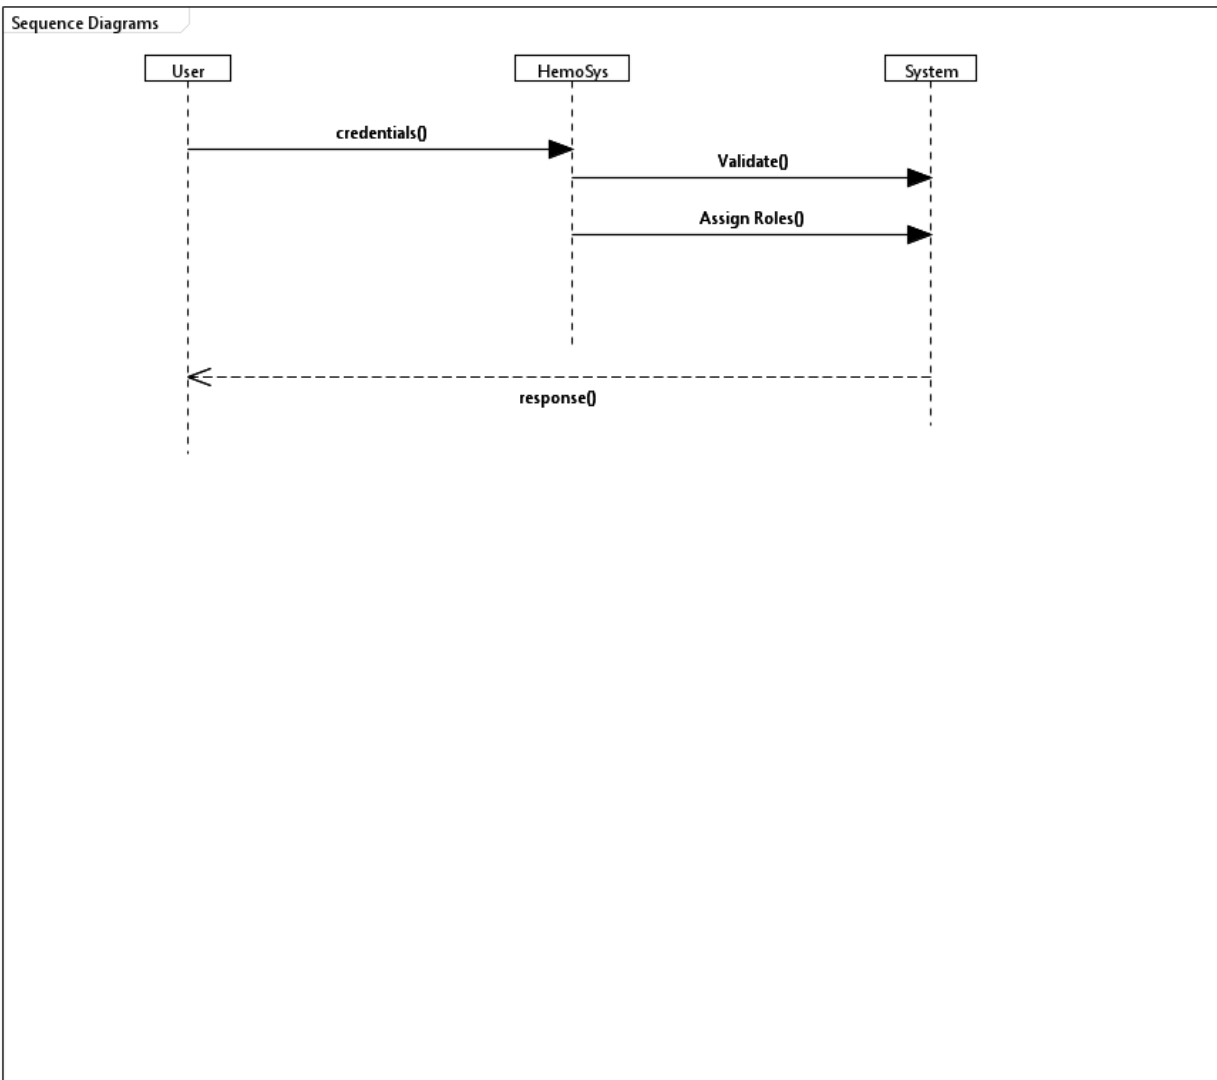 Sequence Diagrams
User
HemoSys
System
credentials()
Validate()
Assign Roles()
response()